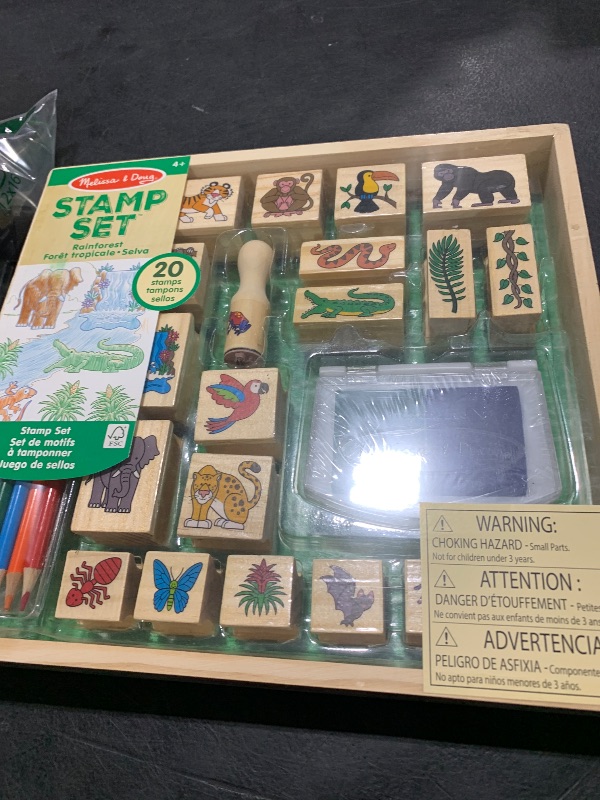 4+
Melissa & Doug
STAMP
SET™
Rainforest
Forêt tropicale • Selva
20
stamps
tampons
sellos
Stamp Set
Set de motifs
à tamponner
Juego de sellos
FSC
WARNING:
CHOKING HAZARD - Small Parts.
Not for children under 3 years.
ATTENTION :
DANGER D'ÉTOUFFEMENT - Petites
Ne convient pas aux enfants de moins de 3 ans
ADVERTENCIA
PELIGRO DE ASFIXIA - Componente
No apto para niños menores de 3 años.